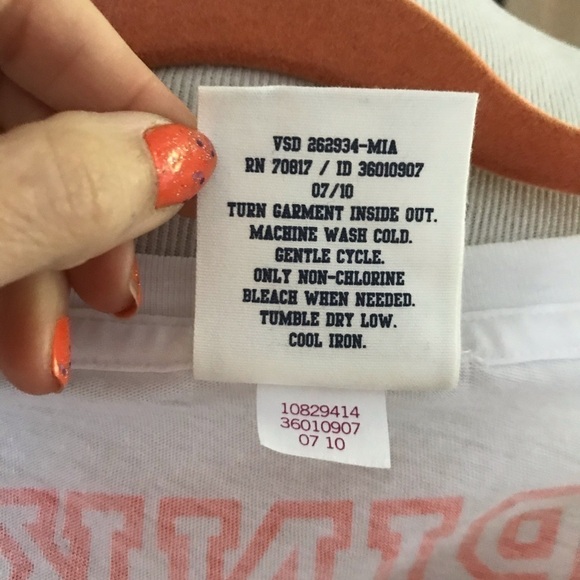 VSD 262934-MIA
RN 70817 / ID 36010907
07/10
TURN GARMENT INSIDE OUT.
MACHINE WASH COLD.
GENTLE CYCLE.
ONLY NON-CHLORINE
BLEACH WHEN NEEDED.
TUMBLE DRY LOW.
COOL IRON.
10829414
36010907
07 10